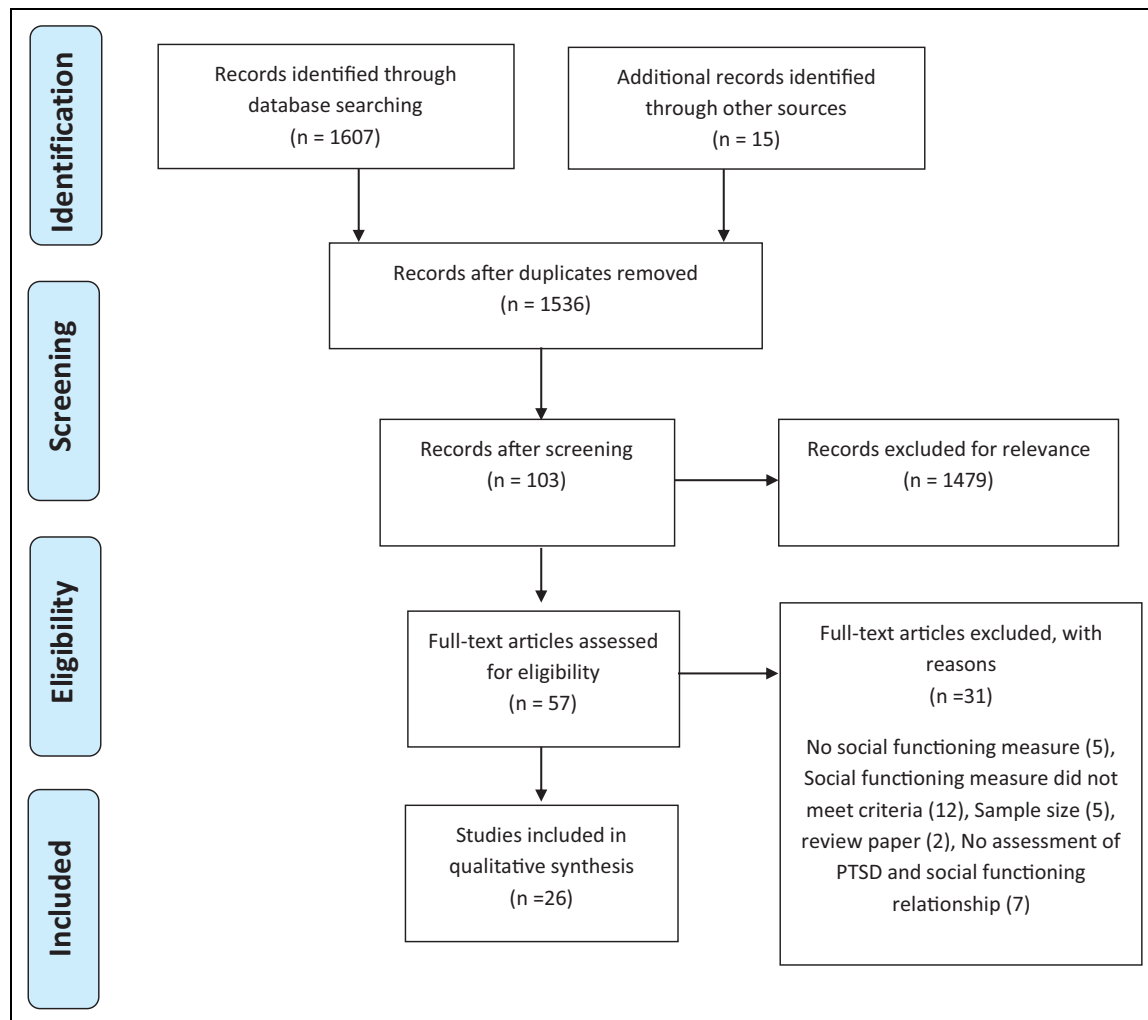 Identification
Records identified through
database searching
(n = 1607)
Additional records identified
through other sources
(n = 15)
Records after duplicates removed
(n = 1536)
Screening
Records after screening
(n = 103)
Records excluded for relevance
(n = 1479)
Eligibility
Full-text articles assessed
for eligibility
(n = 57)
Full-text articles excluded, with
reasons
(n =31)
No social functioning measure (5),
Social functioning measure did not
meet criteria (12), Sample size (5),
review paper (2), No assessment of
PTSD and social functioning
relationship (7)
Included
Studies included in
qualitative synthesis
(n =26)